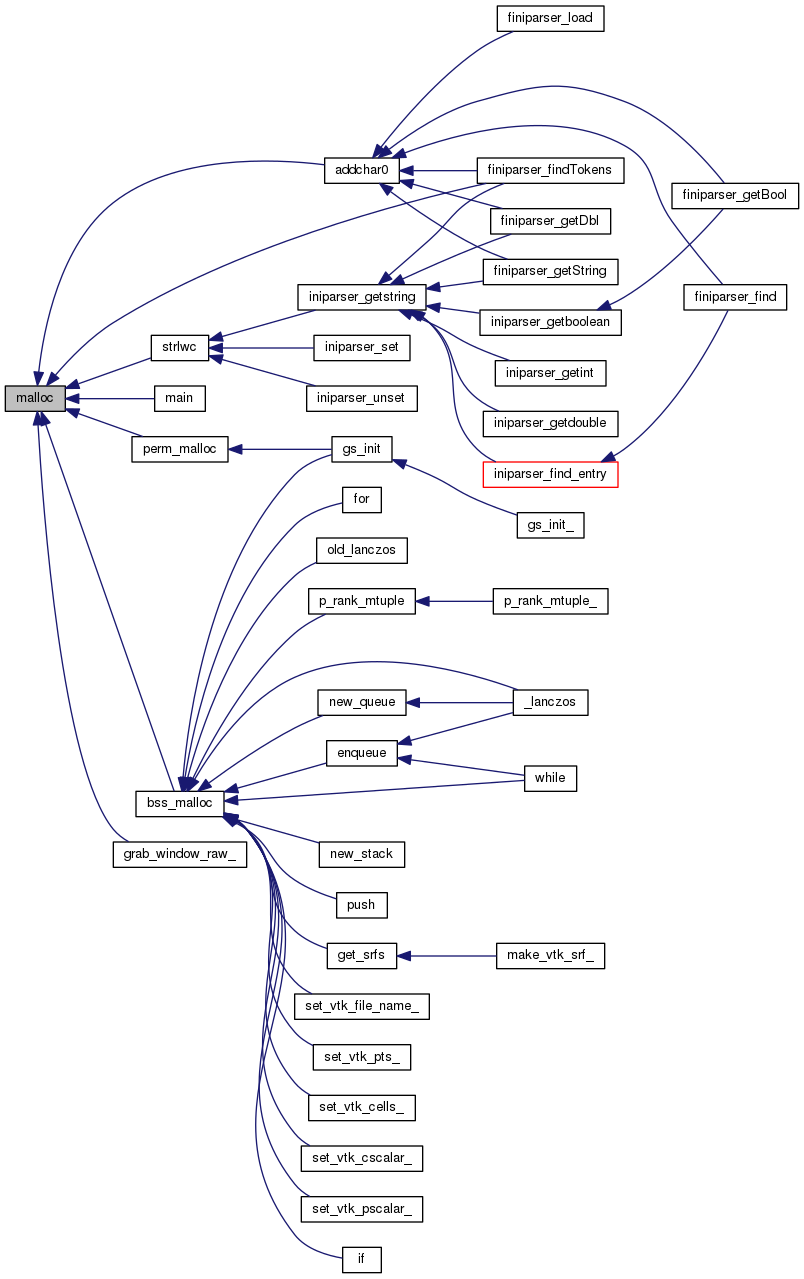 finiparser_load
addchar0
finiparser_findTokens
finiparser_getBool
finiparser_getDbl
finiparser_getString
iniparser_getstring
finiparser_find
iniparser_getboolean
strlwc
iniparser_set
iniparser_getint
malloc
main
iniparser_unset
iniparser_getdouble
perm_malloc
gs_init
iniparser_find_entry
for
gs_init_
old_lanczos
p_rank_mtuple
p_rank_mtuple_
new_queue
_lanczos
enqueue
while
bss_malloc
grab_window_raw_
new_stack
push
get_srfs
make_vtk_srf_
set_vtk_file_name_
set_vtk_pts_
set_vtk_cells_
set_vtk_cscalar_
set_vtk_pscalar_
if